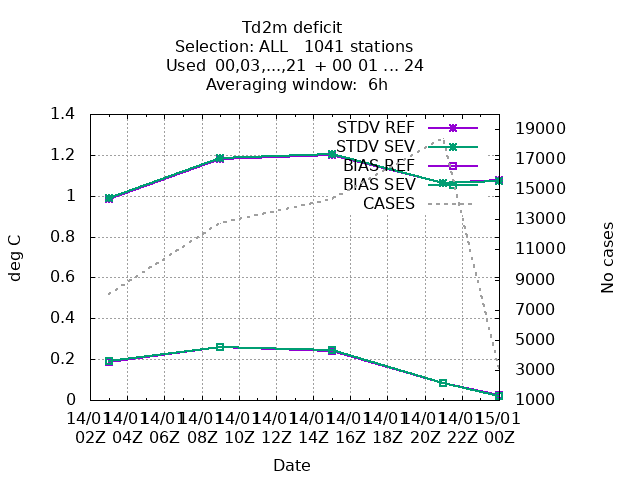 Td2m deficit
Selection: ALL   1041 stations
Used  00,03,...,21  + 00 01 ... 24
Averaging window:  6h
1.4
1.2
1
0.8
0.6
0.4
0.2
0
deg C
STDV REF
STDV SEV
BIAS REF
BIAS SEV
CASES
19000
17000
15000
13000
11000
9000
7000
5000
3000
1000
No cases
14/01 14/01 14/01 14/01 14/01 14/01 14/01 14/01 14/01 14/01 14/01 15/01
02Z 04Z 06Z 08Z 10Z 12Z 14Z 16Z 18Z 20Z 22Z 00Z
Date